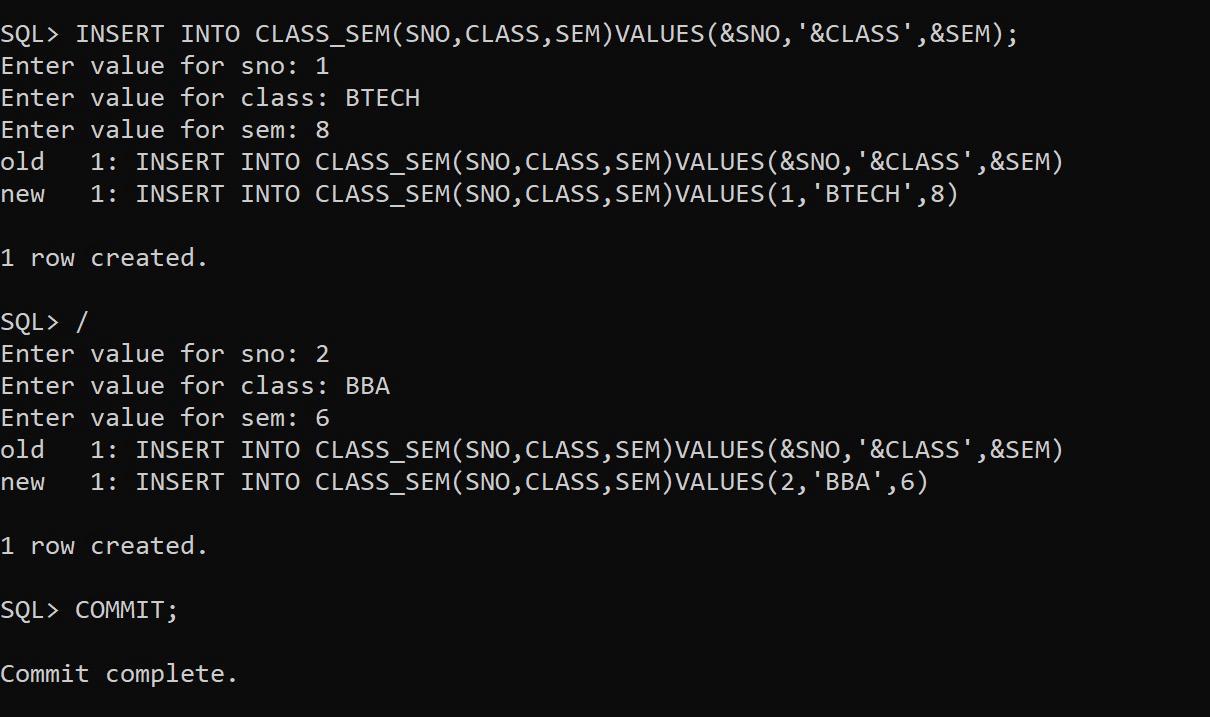 SQL> INSERT INTO CLASS_SEM(SNO,CLASS,SEM)VALUES(&SNO,'&CLASS',&SEM);
Enter value for sno: 1
Enter value for class: BTECH
Enter value for sem: 8
old   1: INSERT INTO CLASS_SEM(SNO,CLASS,SEM)VALUES(&SNO,'&CLASS',&SEM)
new   1: INSERT INTO CLASS_SEM(SNO,CLASS,SEM)VALUES(1,'BTECH',8)
1 row created.
SQL> /
Enter value for sno: 2
Enter value for class: BBA
Enter value for sem: 6
old   1: INSERT INTO CLASS_SEM(SNO,CLASS,SEM)VALUES(&SNO,'&CLASS',&SEM)
new   1: INSERT INTO CLASS_SEM(SNO,CLASS,SEM)VALUES(2,'BBA',6)
1 row created.
SQL> COMMIT;
Commit complete.